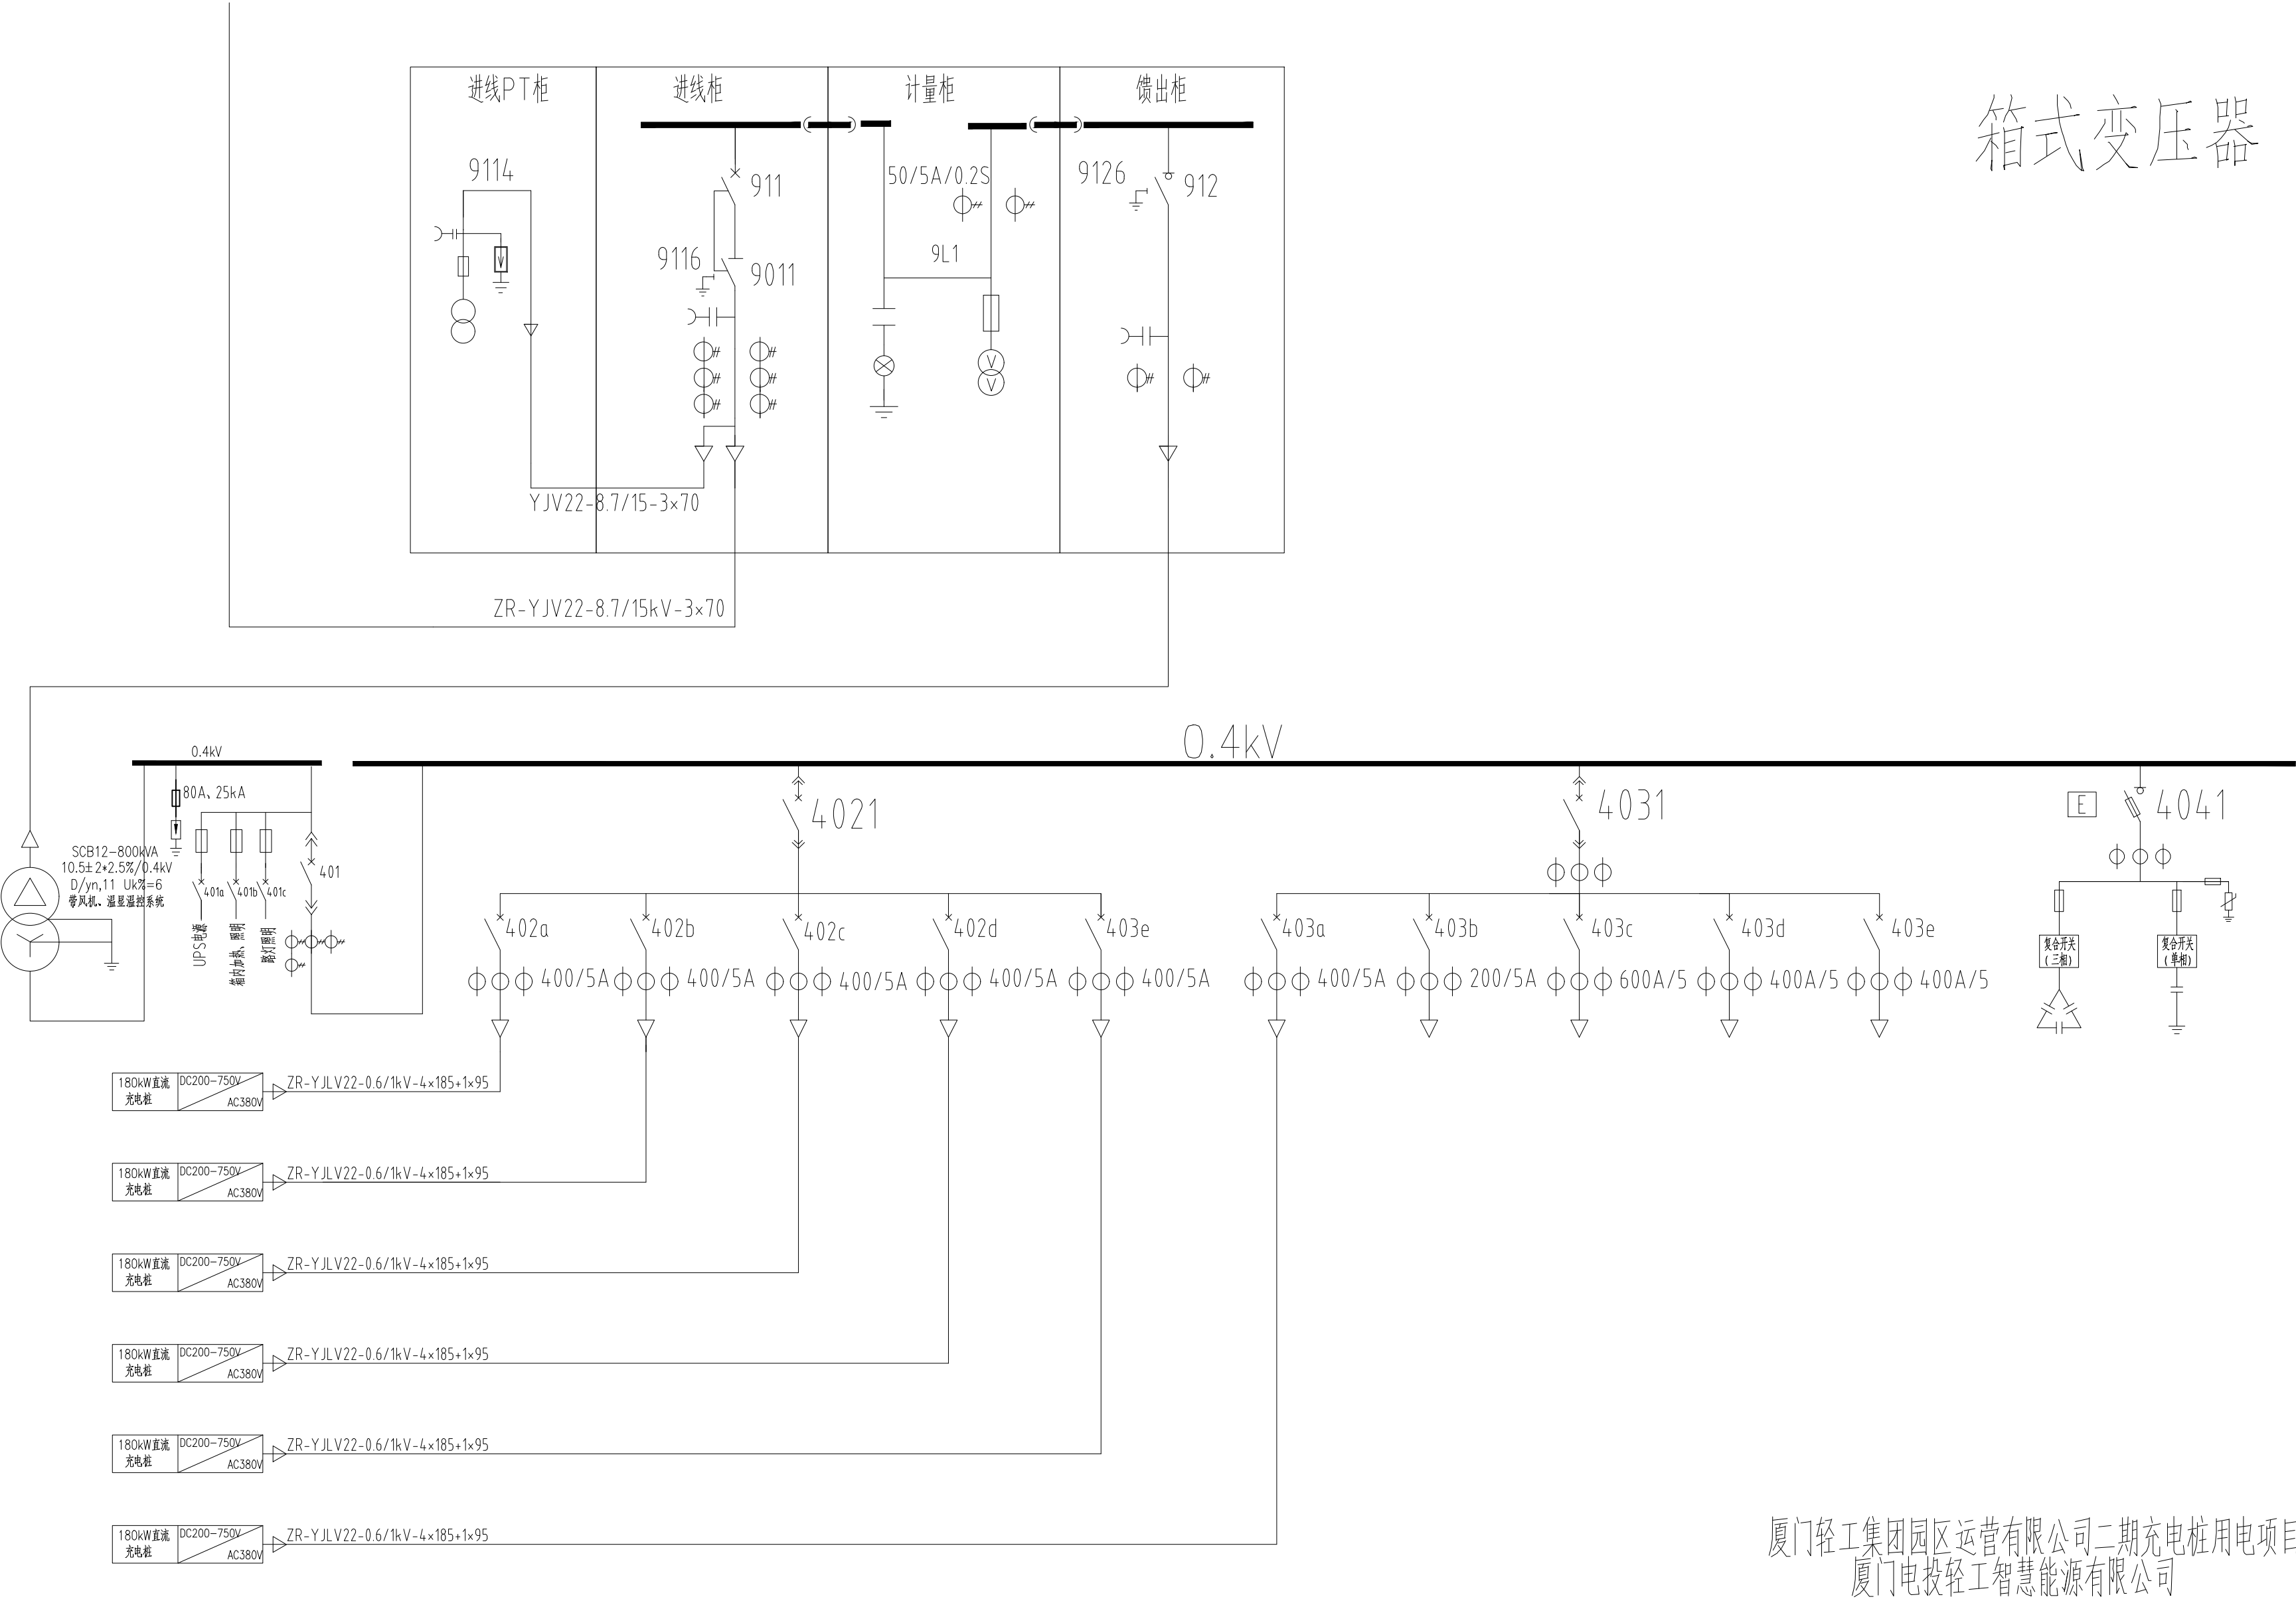 进线PT柜
进线柜
计量柜
馈出柜
箱式变压器
9114
911
50/5A/0.2S
9126
912
9116
9011
9L1
YJV22-8.7/15-3×70
ZR-YJV22-8.7/15kV-3×70
0.4kV
0.4kV
80A、25kA
4021
4031
E
4041
SCB12-800kVA
10.5±2*2.5%/0.4kV
D/yn,11 Uk%=6
带风机、温显温控系统
401a
401b
401c
401
UPS电源
箱内加热、照明
路灯照明
402a
402b
402c
402d
403e
403a
403b
403c
403d
403e
400/5A
400/5A
400/5A
400/5A
400/5A
400/5A
200/5A
600A/5
400A/5
400A/5
复合开关
(三相)
复合开关
(单相)
180kW直流
充电桩
DC200-750V
AC380V
ZR-YJLV22-0.6/1kV-4×185+1×95
180kW直流
充电桩
DC200-750V
AC380V
ZR-YJLV22-0.6/1kV-4×185+1×95
180kW直流
充电桩
DC200-750V
AC380V
ZR-YJLV22-0.6/1kV-4×185+1×95
180kW直流
充电桩
DC200-750V
AC380V
ZR-YJLV22-0.6/1kV-4×185+1×95
180kW直流
充电桩
DC200-750V
AC380V
ZR-YJLV22-0.6/1kV-4×185+1×95
180kW直流
充电桩
DC200-750V
AC380V
ZR-YJLV22-0.6/1kV-4×185+1×95
厦门轻工集团园区运营有限公司二期充电桩用电项目
厦门电投轻工智慧能源有限公司